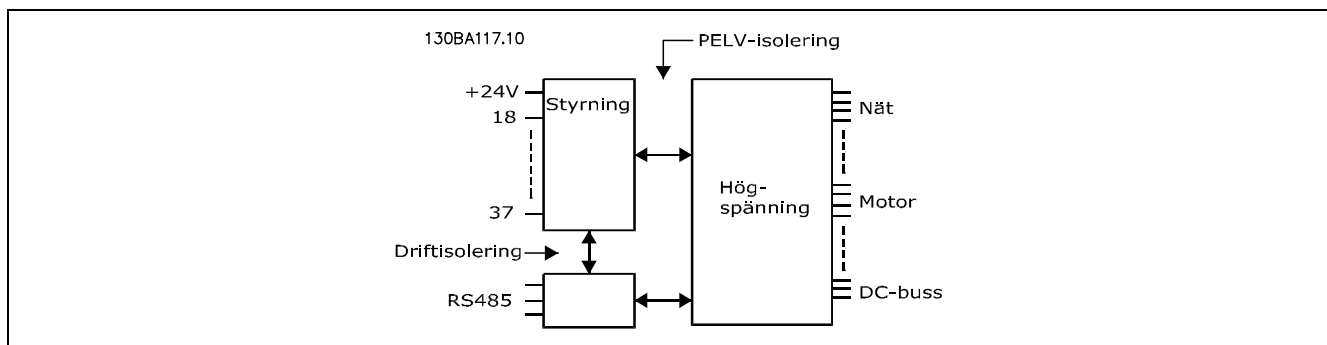 130BA117.10
PELV-isolering
+24V
Styrning
18
Nät
Hög-
spänning
Motor
37
Driftisolering
RS485
DC-buss